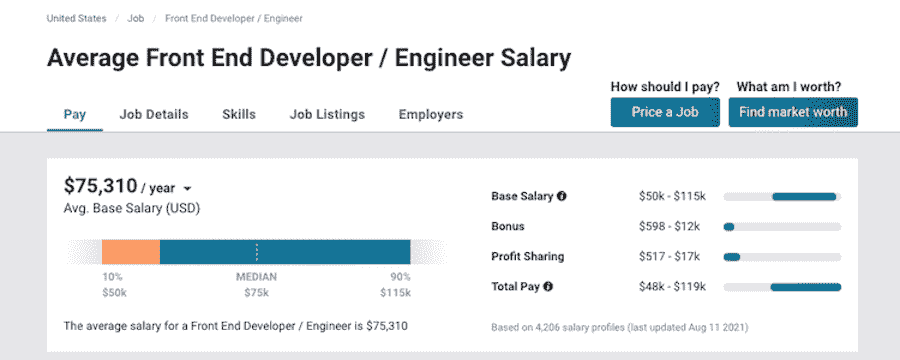 United States / Job / Front End Developer / Engineer
Average Front End Developer / Engineer Salary
How should I pay? What am I worth?
Pay Job Details Skills Job Listings Employers Price a Job Find market worth
$75,310 / year
Avg. Base Salary (USD)
10% MEDIAN 90%
$50k $75k $115k
The average salary for a Front End Developer / Engineer is $75,310
Base Salary $50k - $115k
Bonus $598 - $12k
Profit Sharing $517 - $17k
Total Pay $48k - $119k
Based on 4,206 salary profiles (last updated Aug 11 2021)